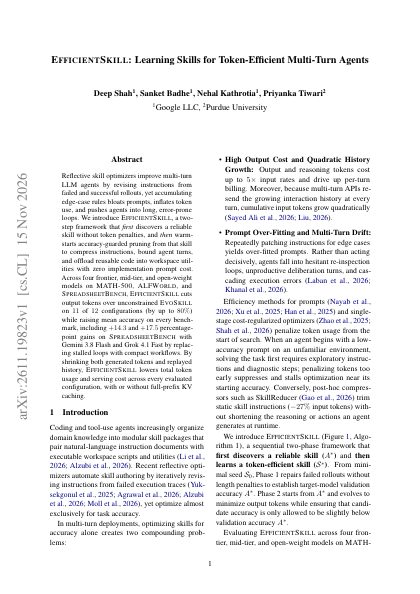 EFFICIENTSKILL: Learning Skills for Token-Efficient Multi-Turn Agents
Deep Shah¹, Sanket Badhe¹, Nehal Kathrotia¹, Priyanka Tiwari²
¹Google LLC, ²Purdue University
arXiv:2611.19823v1 [cs.CL] 15 Nov 2026
Abstract
Reflective skill optimizers improve multi-turn
LLM agents by revising instructions from
failed and successful rollouts, yet accumulating
edge-case rules bloats prompts, inflates token
use, and pushes agents into long, error-prone
loops. We introduce EFFICIENTSKILL, a two-
step framework that first discovers a reliable
skill without token penalties, and then warm-
starts accuracy-guarded pruning from that skill
to compress instructions, bound agent turns,
and offload reusable code into workspace utili-
ties with zero implementation prompt cost.
Across four frontier, mid-tier, and open-weight
models on MATH-500, ALFWORLD, and
SPREADSHEETBENCH, EFFICIENTSKILL cuts
output tokens over unconstrained EVOSKILL
on 11 of 12 configurations (by up to 80%)
while raising mean accuracy on every bench-
mark, including +14.3 and +17.5 percentage-
point gains on SPREADSHEETBENCH with
Gemini 3.8 Flash and Grok 4.1 Fast by replac-
ing stalled loops with compact workflows. By
shrinking both generated tokens and replayed
history, EFFICIENTSKILL lowers total token
usage and serving cost across every evaluated
configuration, with or without full-prefix KV
caching.
1 Introduction
Coding and tool-use agents increasingly organize
domain knowledge into modular skill packages that
pair natural-language instruction documents with
executable workspace scripts and utilities (Li et al.,
2026; Alzubi et al., 2026). Recent reflective opti-
mizers automate skill authoring by iteratively revis-
ing instructions from failed execution traces (Yuk-
sekgonul et al., 2025; Agrawal et al., 2026; Alzubi
et al., 2026; Moll et al., 2026), yet optimize almost
exclusively for task accuracy.
In multi-turn deployments, optimizing skills for
accuracy alone creates two compounding prob-
lems:
• High Output Cost and Quadratic History
Growth: Output and reasoning tokens cost
up to 5× input rates and drive up per-turn
billing. Moreover, because multi-turn APIs re-
send the growing interaction history at every
turn, cumulative input tokens grow quadratically
(Sayed Ali et al., 2026; Liu, 2026).
• Prompt Over-Fitting and Multi-Turn Drift:
Repeatedly patching instructions for edge cases
yields over-fitted prompts. Rather than acting
decisively, agents fall into hesitant re-inspection
loops, unproductive deliberation turns, and cas-
cading execution errors (Laban et al., 2026;
Khanal et al., 2026).
Efficiency methods for prompts (Nayab et al.,
2026; Xu et al., 2025; Han et al., 2025) and single-
stage cost-regularized optimizers (Zhao et al., 2025;
Shah et al., 2026) penalize token usage from the
start of search. When an agent begins with a low-
accuracy prompt on an unfamiliar environment,
solving the task first requires exploratory instruc-
tions and diagnostic steps; penalizing tokens too
early suppresses and stalls optimization near its
starting accuracy. Conversely, post-hoc compres-
sors such as SkillReducer (Gao et al., 2026) trim
static skill instructions (−27% input tokens) with-
out shortening the reasoning or actions an agent
generates at runtime.
We introduce EFFICIENTSKILL (Figure 1, Algo-
rithm 1), a sequential two-phase framework that
first discovers a reliable skill (A*) and then
learns a token-efficient skill (S*). From mini-
mal seed S₀, Phase 1 repairs failed rollouts without
length penalties to establish target-model validation
accuracy A*. Phase 2 starts from A* and evolves to
minimize output tokens while ensuring that can-
didate accuracy is only allowed to be slightly below
validation accuracy A*.
Evaluating EFFICIENTSKILL across four fron-
tier, mid-tier, and open-weight models on MATH-
1